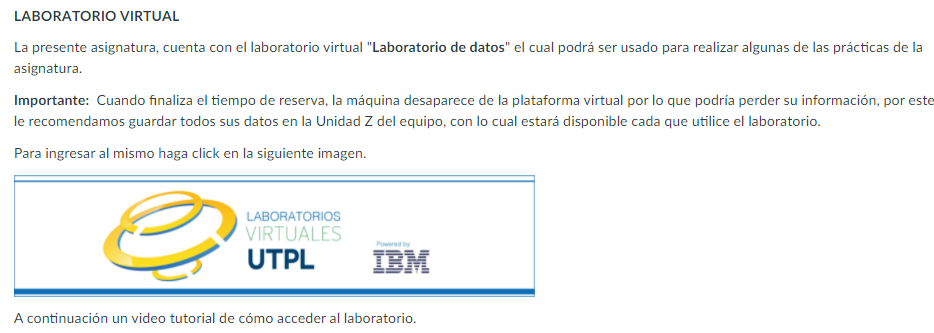 LABORATORIO VIRTUAL
La presente asignatura, cuenta con el laboratorio virtual "Laboratorio de datos" el cual podrá ser usado para realizar algunas de las prácticas de la
asignatura.
Importante: Cuando finaliza el tiempo de reserva, la máquina desaparece de la plataforma virtual por lo que podría perder su información, por este
le recomendamos guardar todos sus datos en la Unidad Z del equipo, con lo cual estará disponible cada que utilice el laboratorio.
Para ingresar al mismo haga click en la siguiente imagen.
LABORATORIOS
VIRTUALES
UTPL
Powered by
IBM
A continuación un video tutorial de cómo acceder al laboratorio.